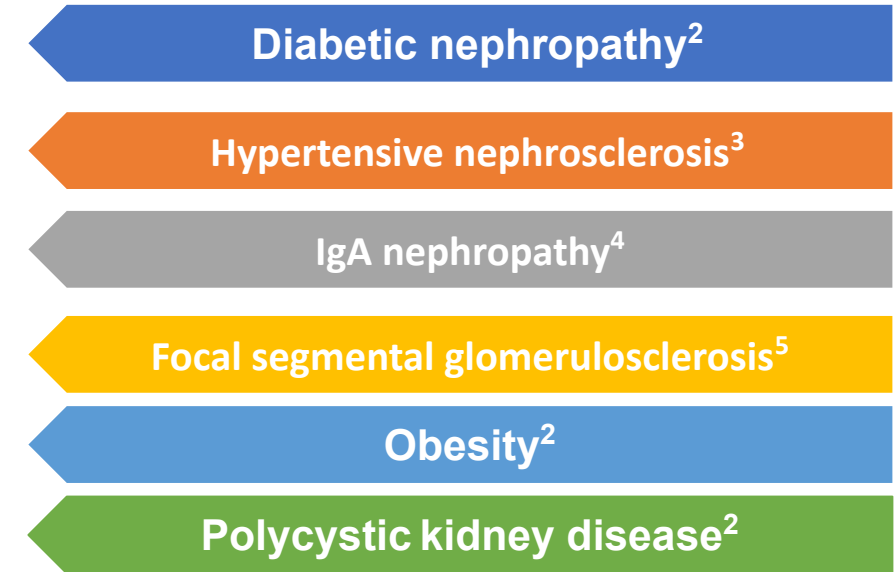 Diabetic nephropathy²
Hypertensive nephrosclerosis³
IgA nephropathy⁴
Focal segmental glomerulosclerosis⁵
Obesity²
Polycystic kidney disease²